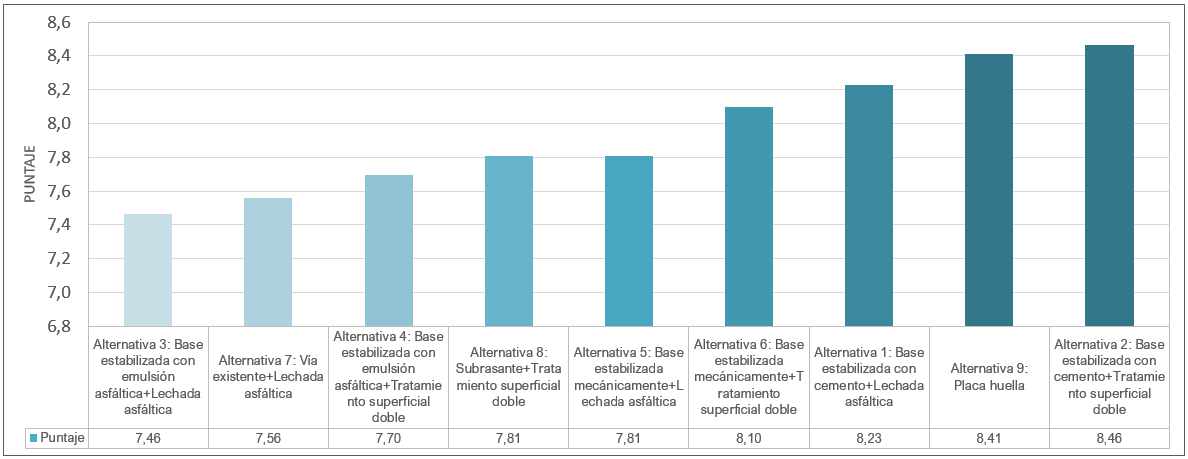 8,6
8,4
8,2
8,0
7,8
7,6
7,4
7,2
7,0
6,8
PUNTAJE
Alternativa 3: Base
estabilizada con
emulsión
asfáltica+Lechada
asfáltica
Alternativa 7: Vía
existente+Lechada
asfáltica
Alternativa 4: Base
estabilizada con
emulsión
asfáltica+Tratamie
nto superficial
doble
Alternativa 8:
Subrasante+Trata
miento superficial
doble
Alternativa 5: Base
estabilizada
mecánicamente+L
echada asfáltica
Alternativa 6: Base
estabilizada
mecánicamente+T
ratamiento
superficial doble
Alternativa 1: Base
estabilizada con
cemento+Lechada
asfáltica
Alternativa 9:
Placa huella
Alternativa 2: Base
estabilizada con
cemento+Tratamie
nto superficial
doble
Puntaje 7,46 7,56 7,70 7,81 7,81 8,10 8,23 8,41 8,46